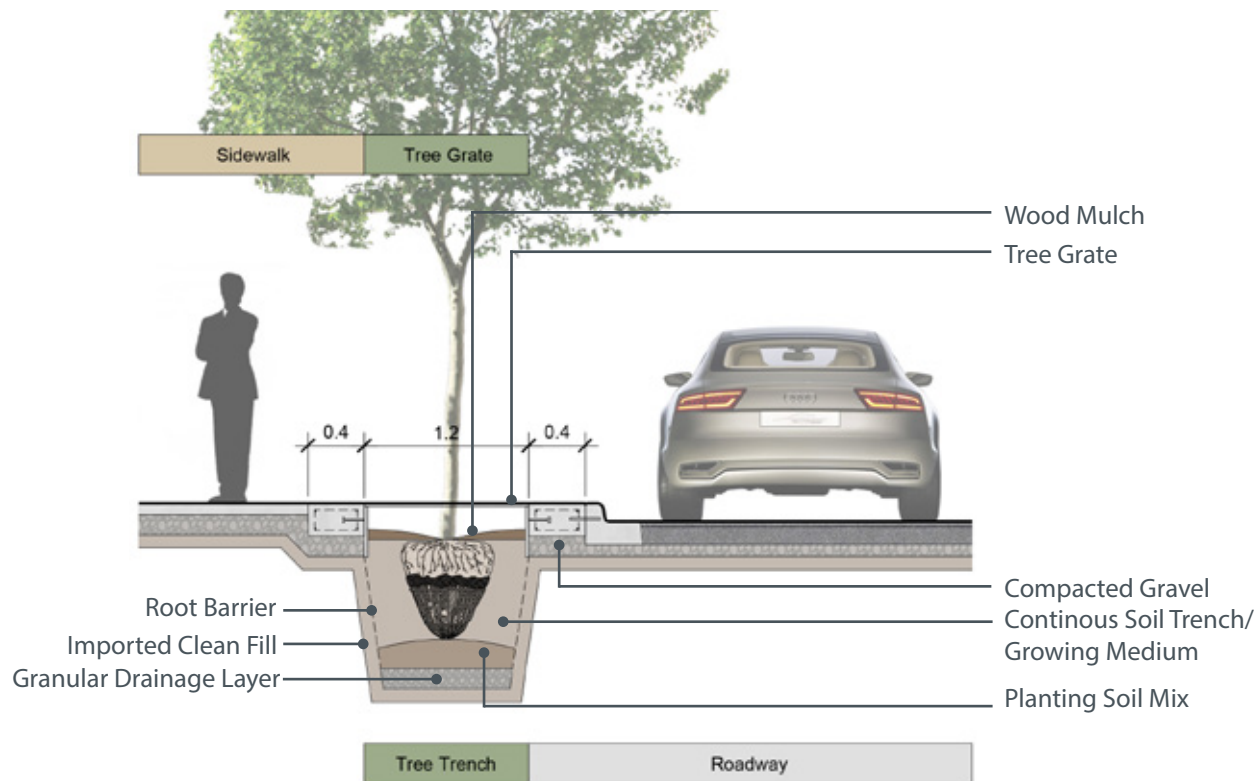 Sidewalk
Tree Grate
Wood Mulch
Tree Grate
0.4
1.2
0.4
Compacted Gravel
Root Barrier
Continous Soil Trench/
Growing Medium
Imported Clean Fill
Granular Drainage Layer
Planting Soil Mix
Tree Trench
Roadway